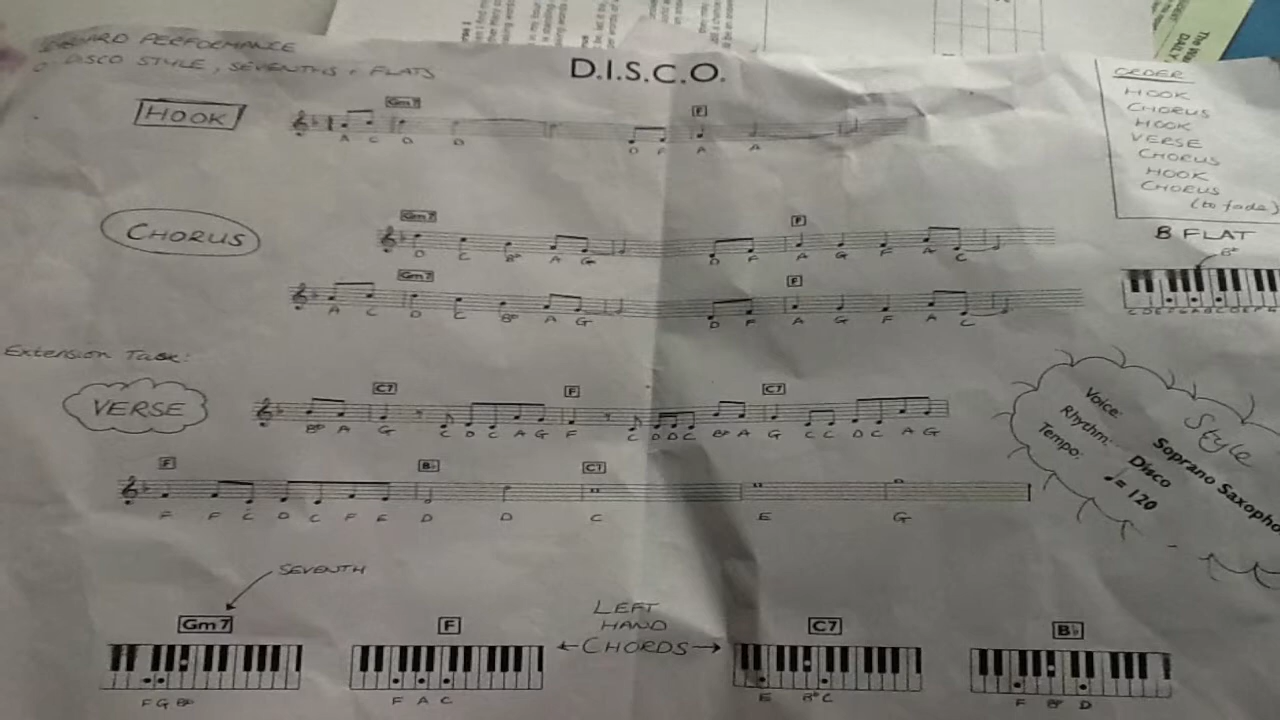 D.I.S.C.O.
PERFORMANCE
DISCO STYLE, SEVENTHS + FLATS
HOOK
Gm7 F
A C D D D F A A
ORDER
HOOK
CHORUS
HOOK
VERSE
CHORUS
HOOK
CHORUS
(to fade)
CHORUS
Gm7 F
D C B♭ A G D F A G F A C
Gm7 F
A C D C B♭ A G D F A G F A C
B FLAT
B♭
Extension Task:
VERSE
C7 F C7
B♭ A G C D C A G F C D D C B♭ A G C C D C A G
F B♭ C7
F F C D C F E D D C E G
Style
Voice: Soprano Saxopho
Rhythm: Disco
Tempo: ♩= 120
SEVENTH
LEFT
HAND
←CHORDS→
Gm7 F C7 B♭
F G B♭ F A C E B♭ C F B♭ D